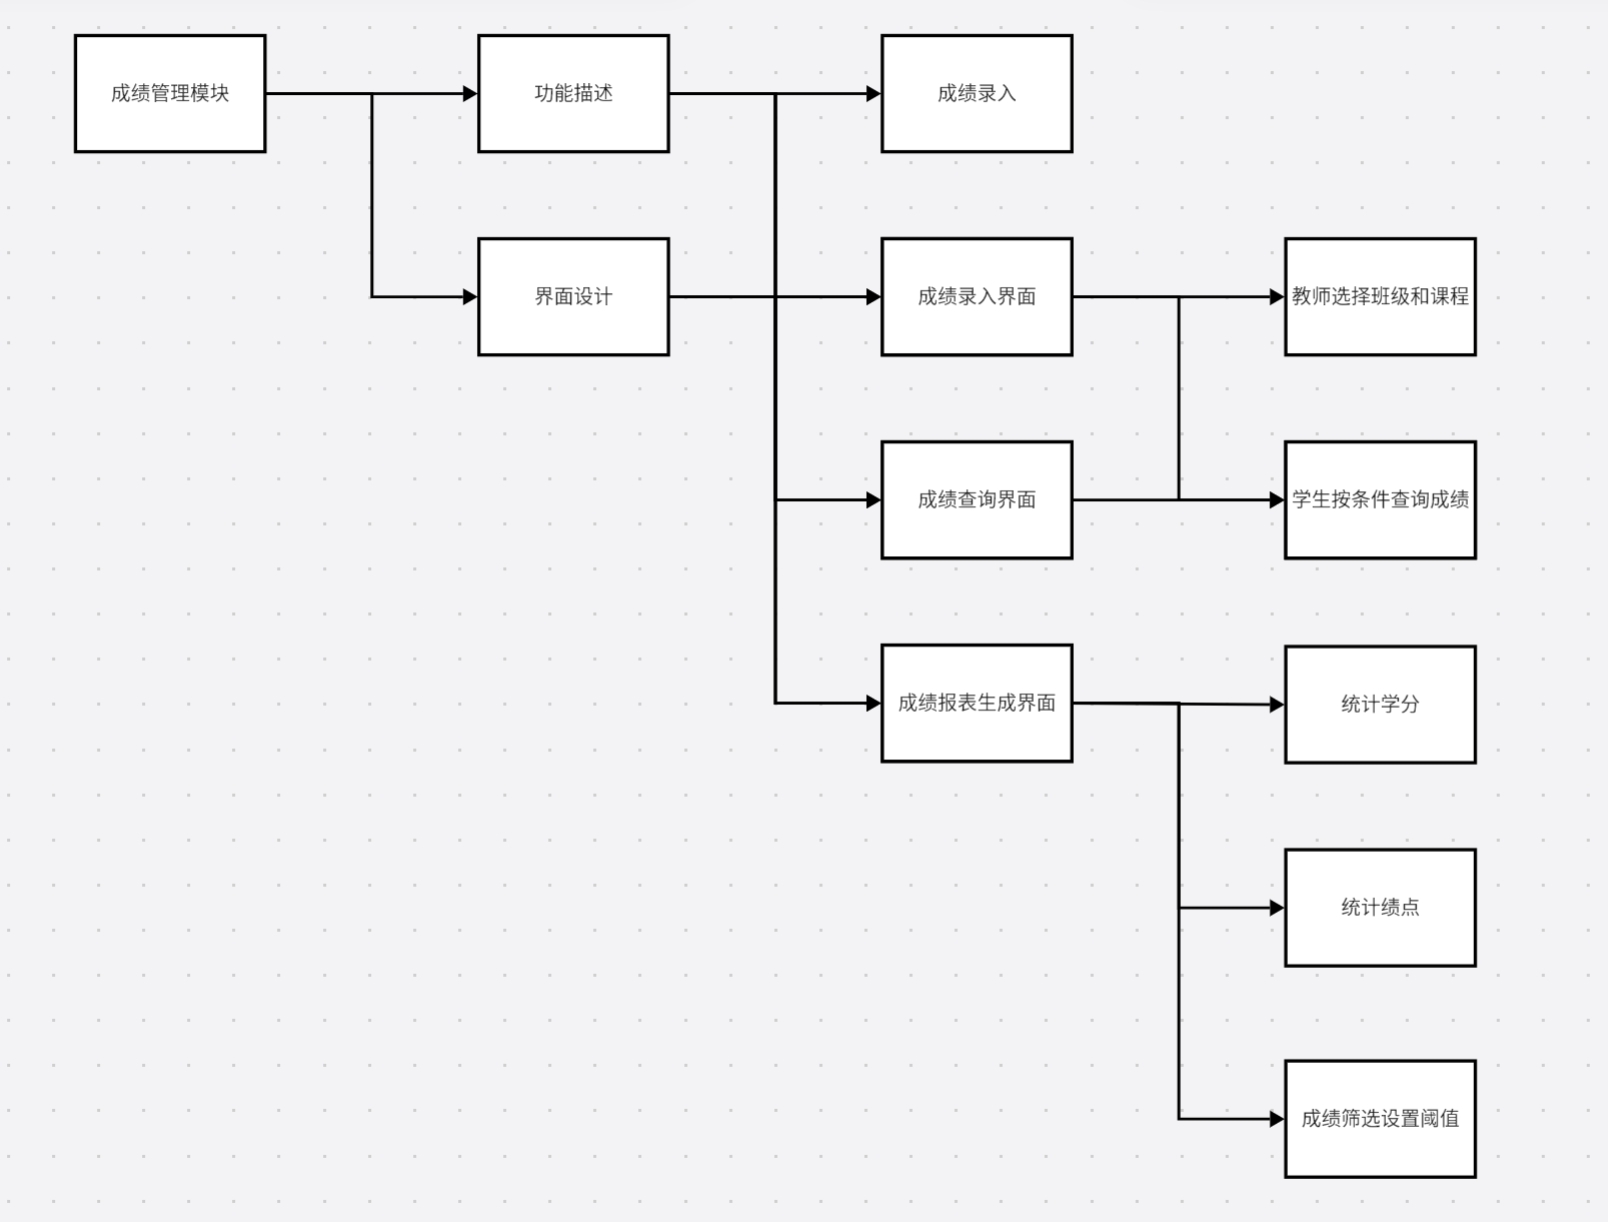 成绩管理模块
功能描述
成绩录入
界面设计
成绩录入界面
教师选择班级和课程
成绩查询界面
学生按条件查询成绩
成绩报表生成界面
统计学分
统计绩点
成绩筛选设置阈值